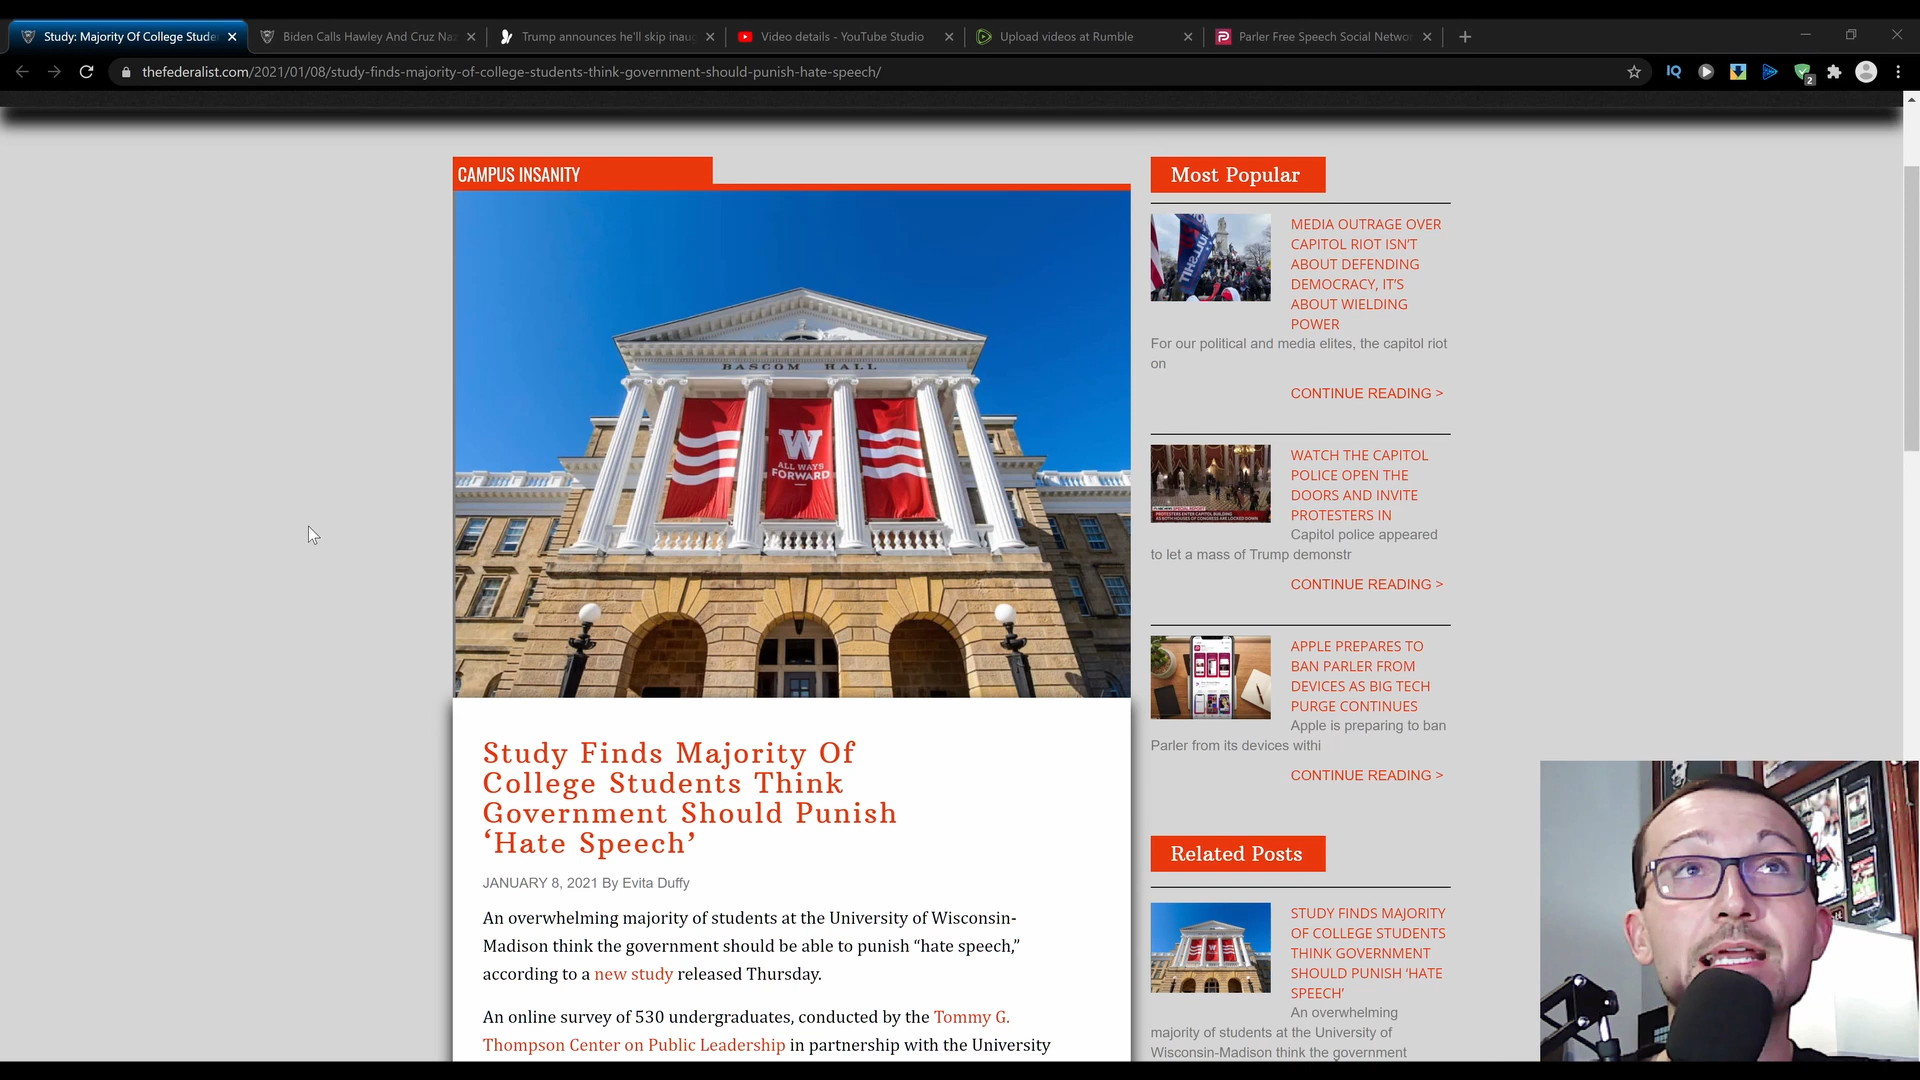 Study: Majority Of College Stude
Biden Calls Hawley And Cruz Naz
Trump announces he'll skip inaug
Video details - YouTube Studio
Upload videos at Rumble
Parler Free Speech Social Networ
thefederalist.com/2021/01/08/study-finds-majority-of-college-students-think-government-should-punish-hate-speech/
IQ
2
CAMPUS INSANITY
BASCOM HALL
W
ALL WAYS
FORWARD
Study Finds Majority Of
College Students Think
Government Should Punish
‘Hate Speech’
JANUARY 8, 2021 By Evita Duffy
An overwhelming majority of students at the University of Wisconsin-
Madison think the government should be able to punish “hate speech,”
according to a new study released Thursday.
An online survey of 530 undergraduates, conducted by the Tommy G.
Thompson Center on Public Leadership in partnership with the University
Most Popular
MEDIA OUTRAGE OVER
CAPITOL RIOT ISN'T
ABOUT DEFENDING
DEMOCRACY, IT'S
ABOUT WIELDING
POWER
For our political and media elites, the capitol riot
on
CONTINUE READING >
WATCH THE CAPITOL
POLICE OPEN THE
DOORS AND INVITE
PROTESTERS IN
Capitol police appeared
to let a mass of Trump demonstr
CONTINUE READING >
APPLE PREPARES TO
BAN PARLER FROM
DEVICES AS BIG TECH
PURGE CONTINUES
Apple is preparing to ban
Parler from its devices withi
CONTINUE READING >
Related Posts
STUDY FINDS MAJORITY
OF COLLEGE STUDENTS
THINK GOVERNMENT
SHOULD PUNISH ‘HATE
SPEECH’
An overwhelming
majority of students at the University of
Wisconsin-Madison think the government